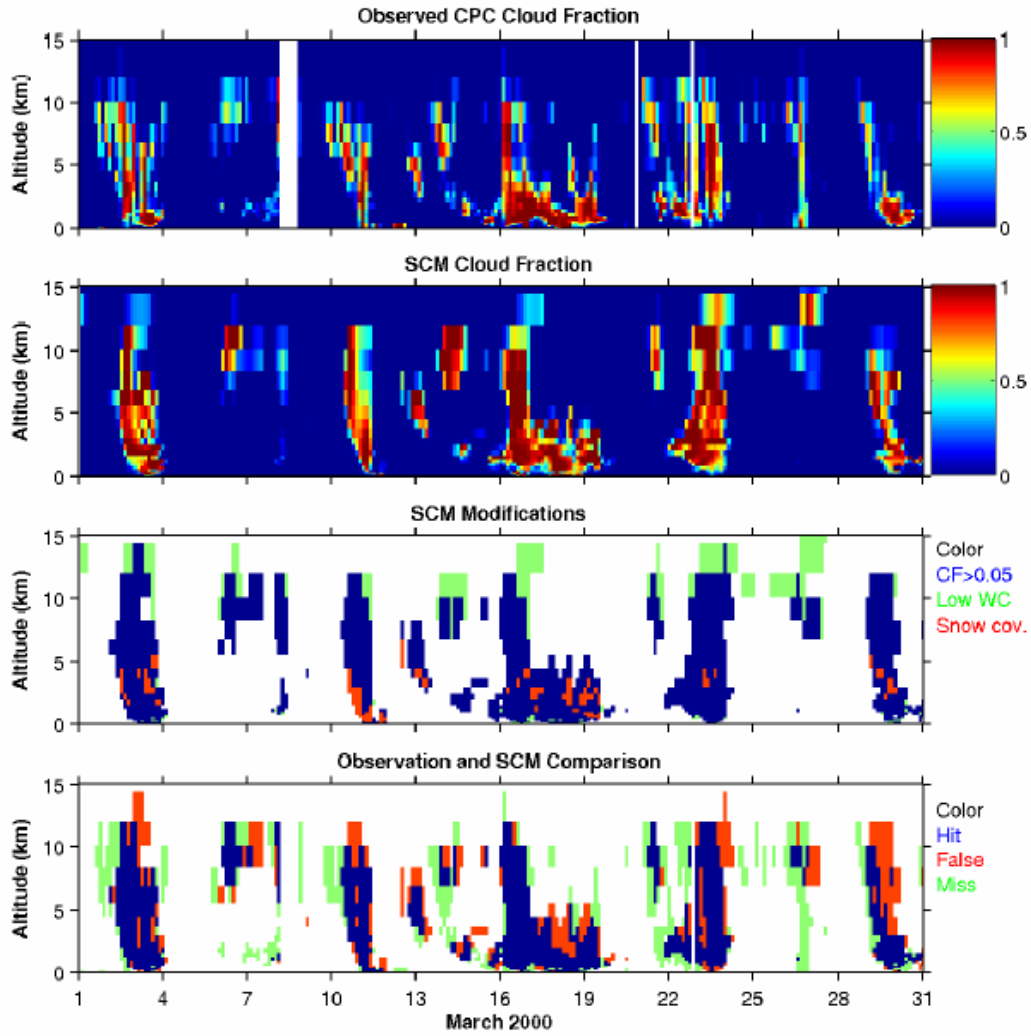 Observed CPC Cloud Fraction
Altitude (km)
15
10
5
0
1
0.5
0
SCM Cloud Fraction
Altitude (km)
15
10
5
0
1
0.5
0
SCM Modifications
Altitude (km)
15
10
5
0
Color
CF>0.05
Low WC
Snow cov.
Observation and SCM Comparison
Altitude (km)
15
10
5
0
Color
Hit
False
Miss
1 4 7 10 13 16 19 22 25 28 31
March 2000